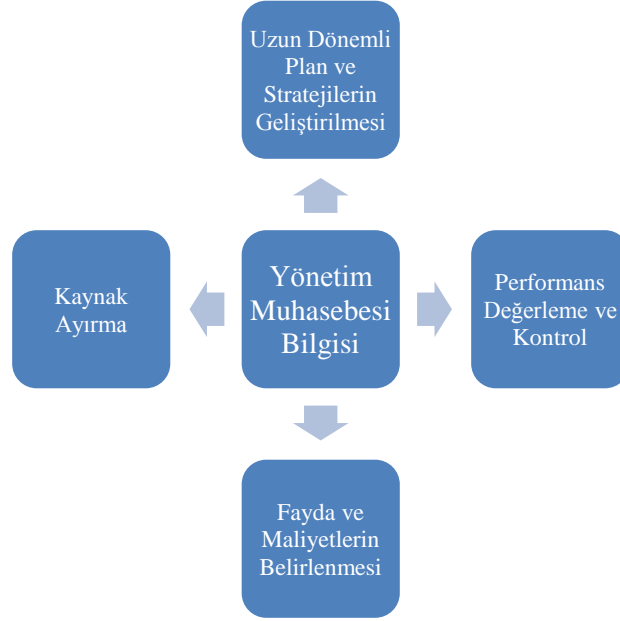 Uzun Dönemli
Plan ve
Stratejilerin
Geliştirilmesi
Kaynak
Ayırma
Yönetim
Muhasebesi
Bilgisi
Performans
Değerleme ve
Kontrol
Fayda ve
Maliyetlerin
Belirlenmesi